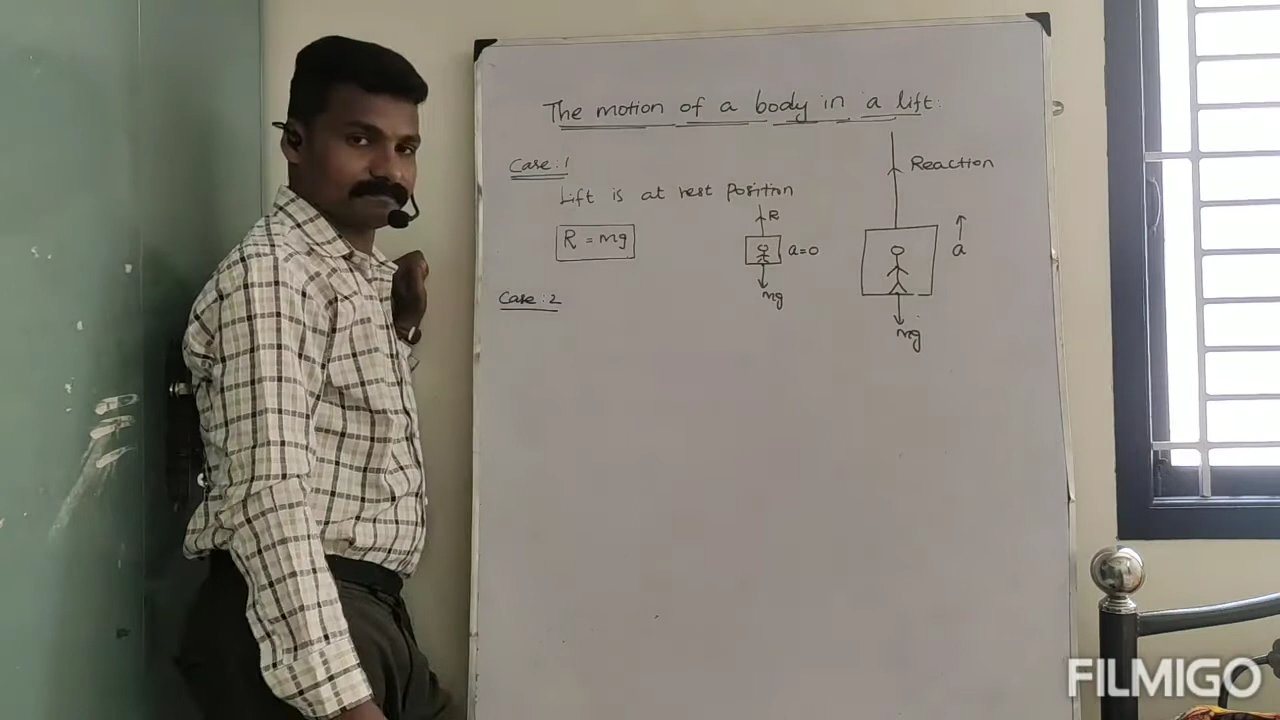 The motion of a body in a lift:
Case: 1
Reaction
Lift is at rest position
R
R = mg
a=0
a
mg
Case: 2
mg
FILMIGO